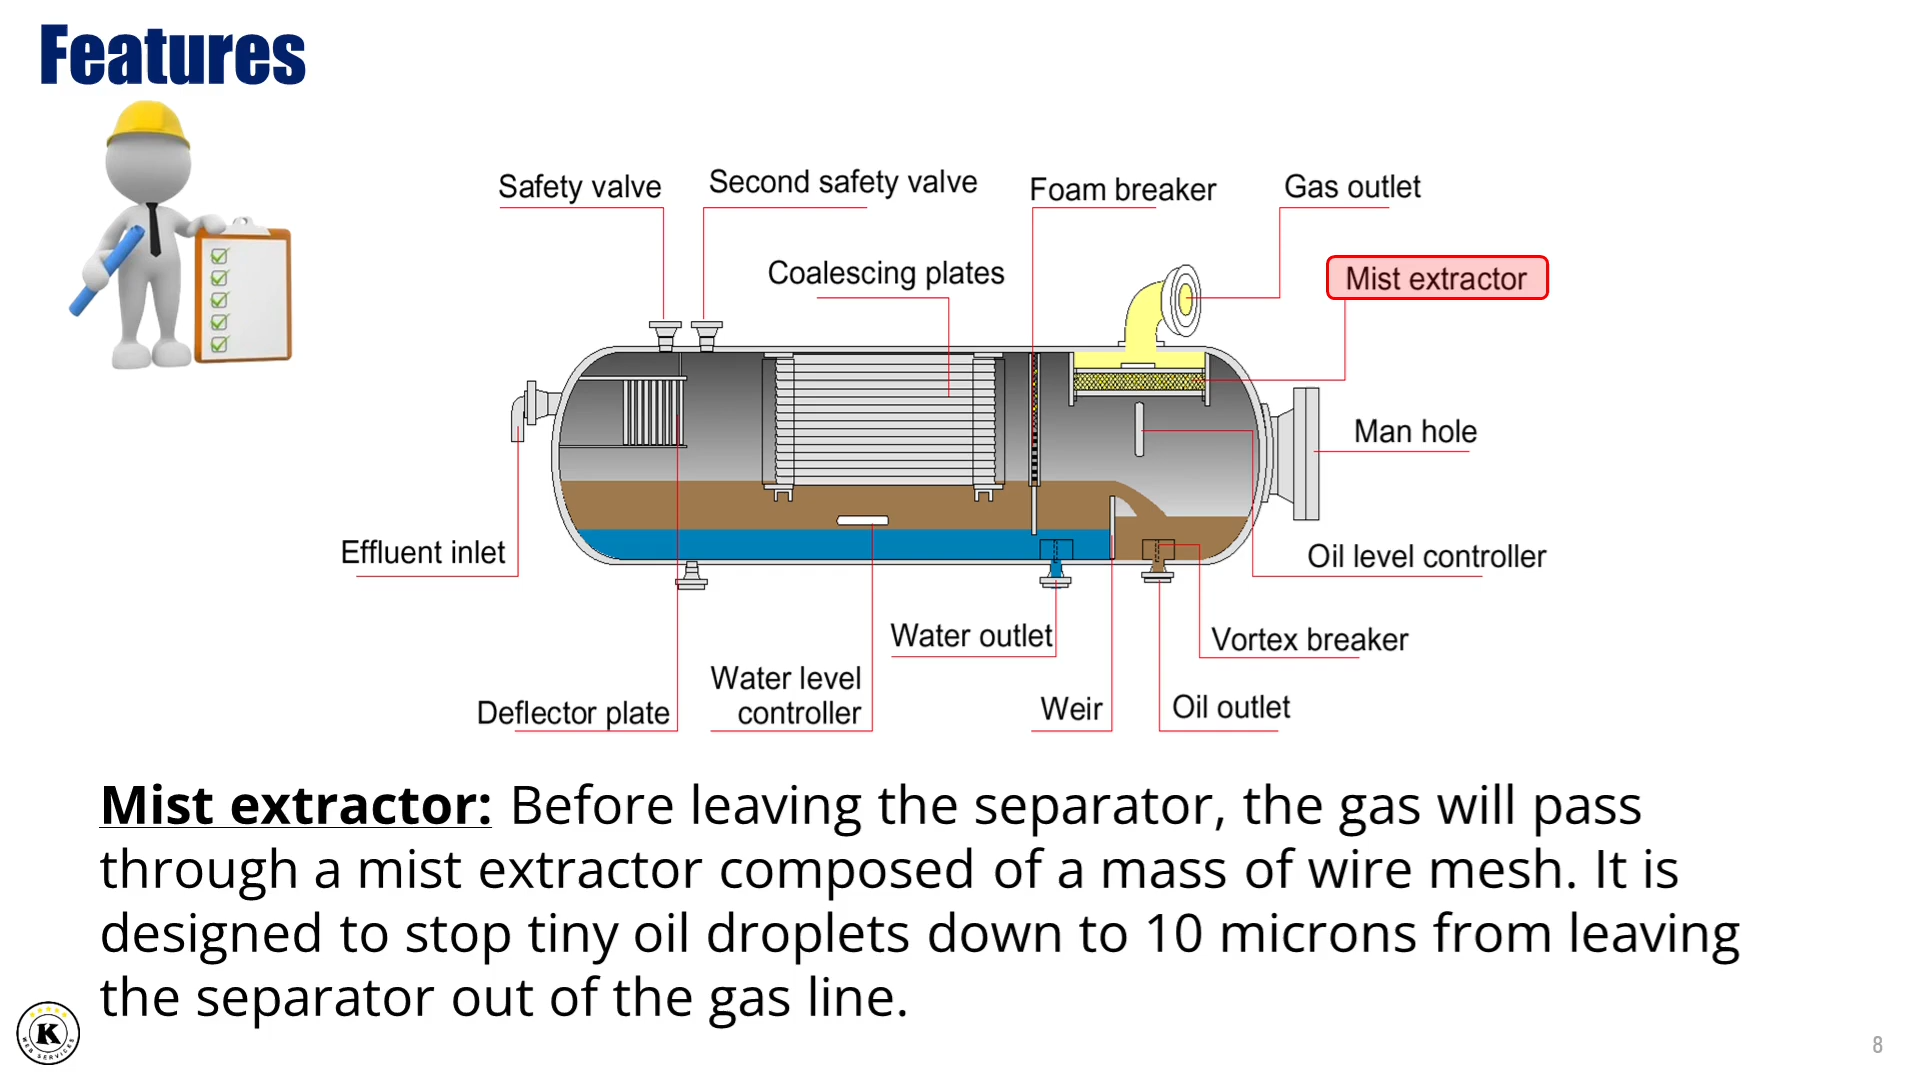 Features
Safety valve
Second safety valve
Foam breaker
Gas outlet
Coalescing plates
Mist extractor
Man hole
Effluent inlet
Oil level controller
Water outlet
Vortex breaker
Water level
controller
Deflector plate
Weir
Oil outlet
Mist extractor: Before leaving the separator, the gas will pass
through a mist extractor composed of a mass of wire mesh. It is
designed to stop tiny oil droplets down to 10 microns from leaving
the separator out of the gas line.
K
WEB SERVICES
8